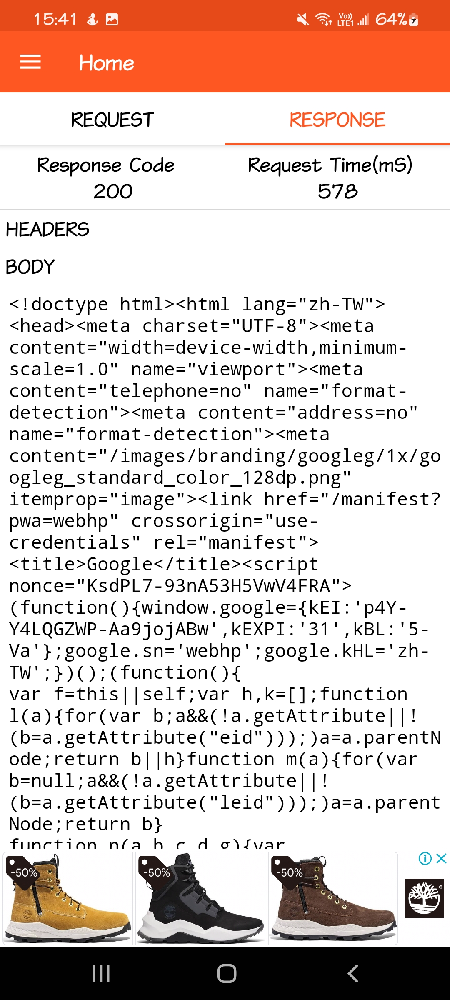 15:41
Vo))
LTE1
64%
Home
REQUEST
RESPONSE
Response Code
Request Time(mS)
200
578
HEADERS
BODY
<!doctype html><html lang="zh-TW">
<head><meta charset="UTF-8"><meta
content="width=device-width,minimum-
scale=1.0" name="viewport"><meta
content="telephone=no" name="format-
detection"><meta content="address=no"
name="format-detection"><meta
content="/images/branding/googleg/1x/go
ogleg_standard_color_128dp.png"
itemprop="image"><link href="/manifest?
pwa=webhp" crossorigin="use-
credentials" rel="manifest">
<title>Google</title><script
nonce="KsdPL7-93nA53H5VwV4FRA">
(function(){window.google={kEI:'p4Y-
Y4LQGZWP-Aa9jojABw',kEXPI:'31',kBL:'5-
Va'};google.sn='webhp';google.kHL='zh-
TW';})();(function(){
var f=this||self;var h,k=[];function
l(a){for(var b;a&&(!a.getAttribute||!
(b=a.getAttribute("eid")));)a=a.parentN
ode;return b||h}function m(a){for(var
b=null;a&&(!a.getAttribute||!
(b=a.getAttribute("leid")));)a=a.parent
Node;return b}
function n(a,b,c,d,g){var
-50%
-50%
-50%